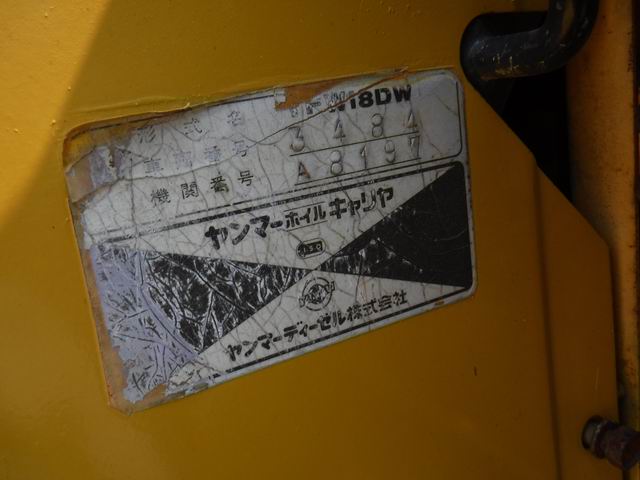 形式名 W18DW
車両番号 3484
機関番号 A8197
ヤンマーホイルキャリヤ
ヤンマーディーゼル株式会社